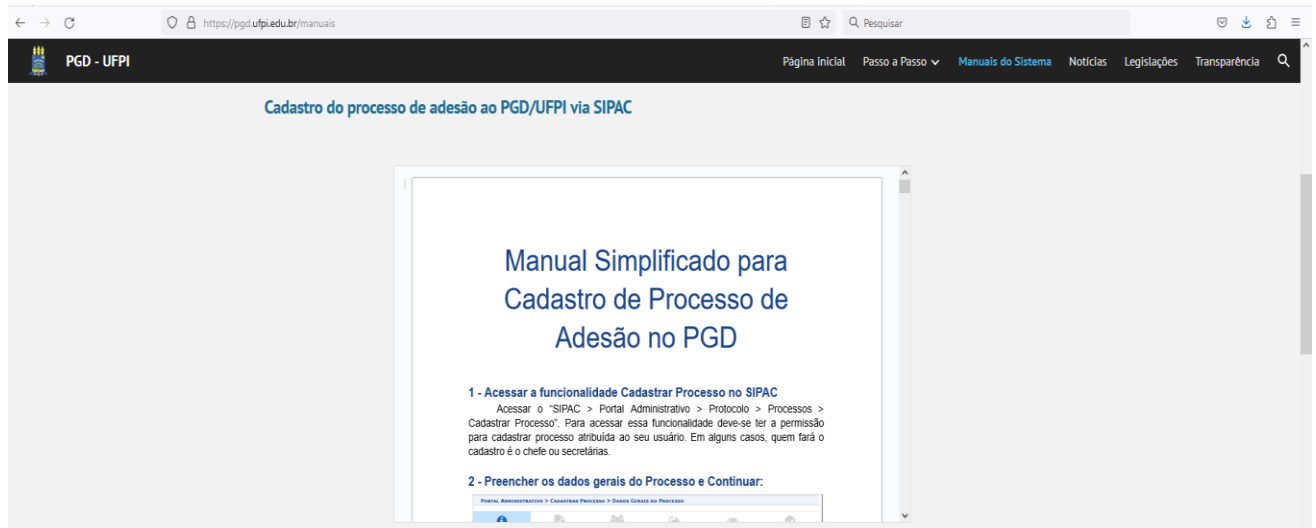 https://pgd.ufpi.edu.br/manuais
Pesquisar
PGD - UFPI
Página inicial Passo a Passo Manuais do Sistema Notícias Legislações Transparência
Cadastro do processo de adesão ao PGD/UFPI via SIPAC
Manual Simplificado para
Cadastro de Processo de
Adesão no PGD
1 - Acessar a funcionalidade Cadastrar Processo no SIPAC
Acessar o "SIPAC > Portal Administrativo > Protocolo > Processos >
Cadastrar Processo". Para acessar essa funcionalidade deve-se ter a permissão
para cadastrar processo atribuída ao seu usuário. Em alguns casos, quem fará o
cadastro é o chefe ou secretárias.
2 - Preencher os dados gerais do Processo e Continuar:
Portal Administrativo > Cadastrar Processo > Dados Gerais do Processo